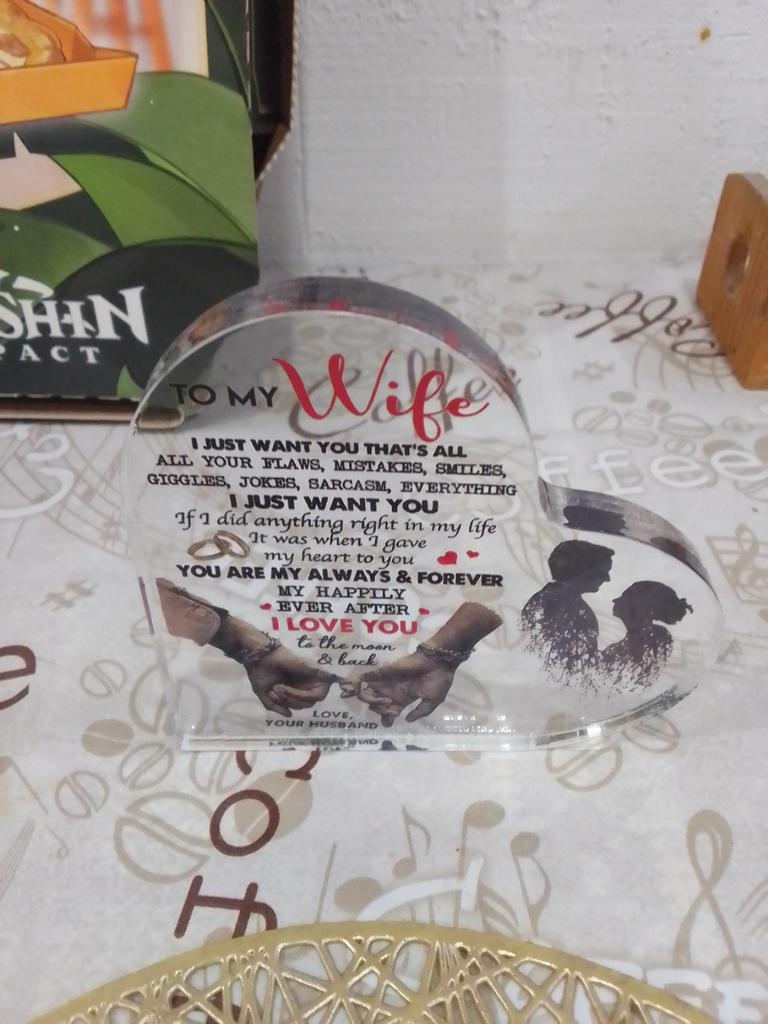 SHIN
PACT
Coffee
TO MY Wife
I JUST WANT YOU THAT'S ALL
ALL YOUR FLAWS, MISTAKES, SMILES,
GIGGLES, JOKES, SARCASM, EVERYTHING
I JUST WANT YOU
If I did anything right in my life
It was when I gave
my heart to you
YOU ARE MY ALWAYS & FOREVER
MY HAPPILY
EVER AFTER
I LOVE YOU
to the moon
& back
LOVE,
YOUR HUSBAND